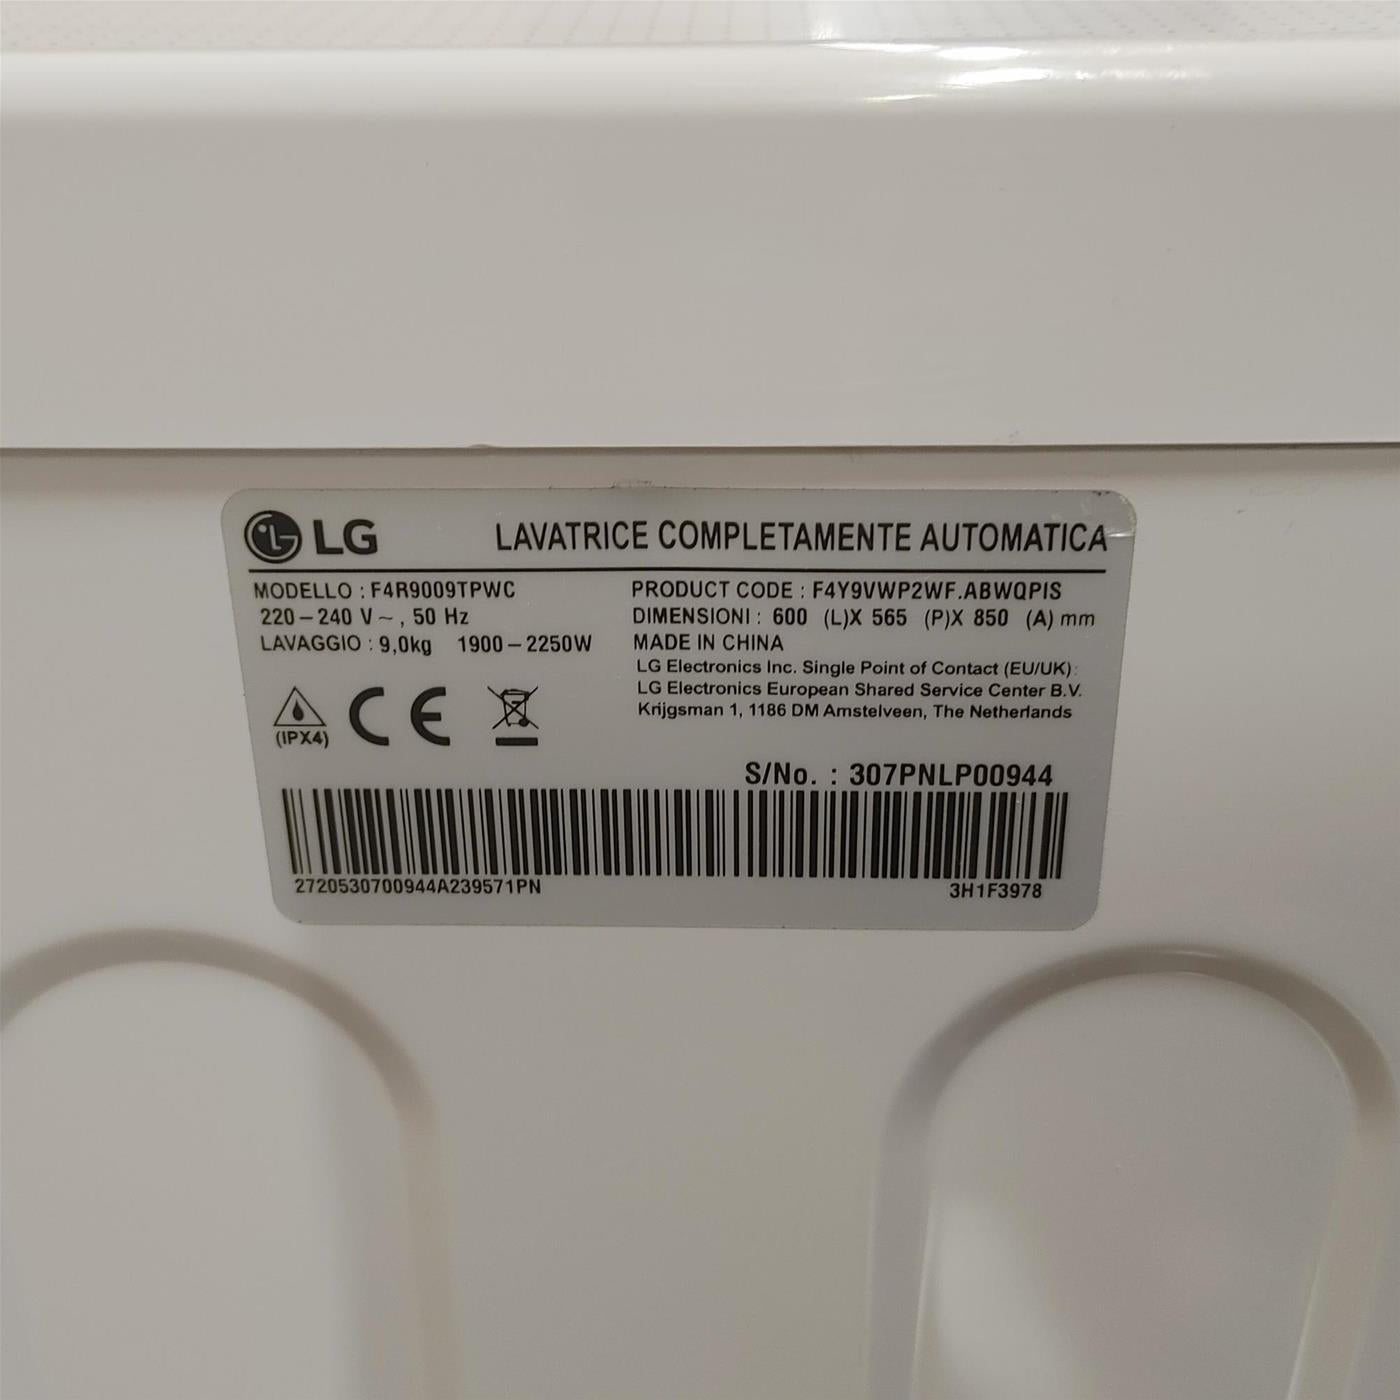 LG LAVATRICE COMPLETAMENTE AUTOMATICA
MODELLO : F4R9009TPWC
220-240 V~, 50 Hz
LAVAGGIO : 9,0kg 1900-2250W
PRODUCT CODE : F4Y9VWP2WF.ABWQPIS
DIMENSIONI : 600 (L)X 565 (P)X 850 (A) mm
MADE IN CHINA
LG Electronics Inc. Single Point of Contact (EU/UK):
LG Electronics European Shared Service Center B.V.
Krijgsman 1, 1186 DM Amstelveen, The Netherlands
(IPX4)
CE
S/No. : 307PNLP00944
2720530700944A239571PN
3H1F3978